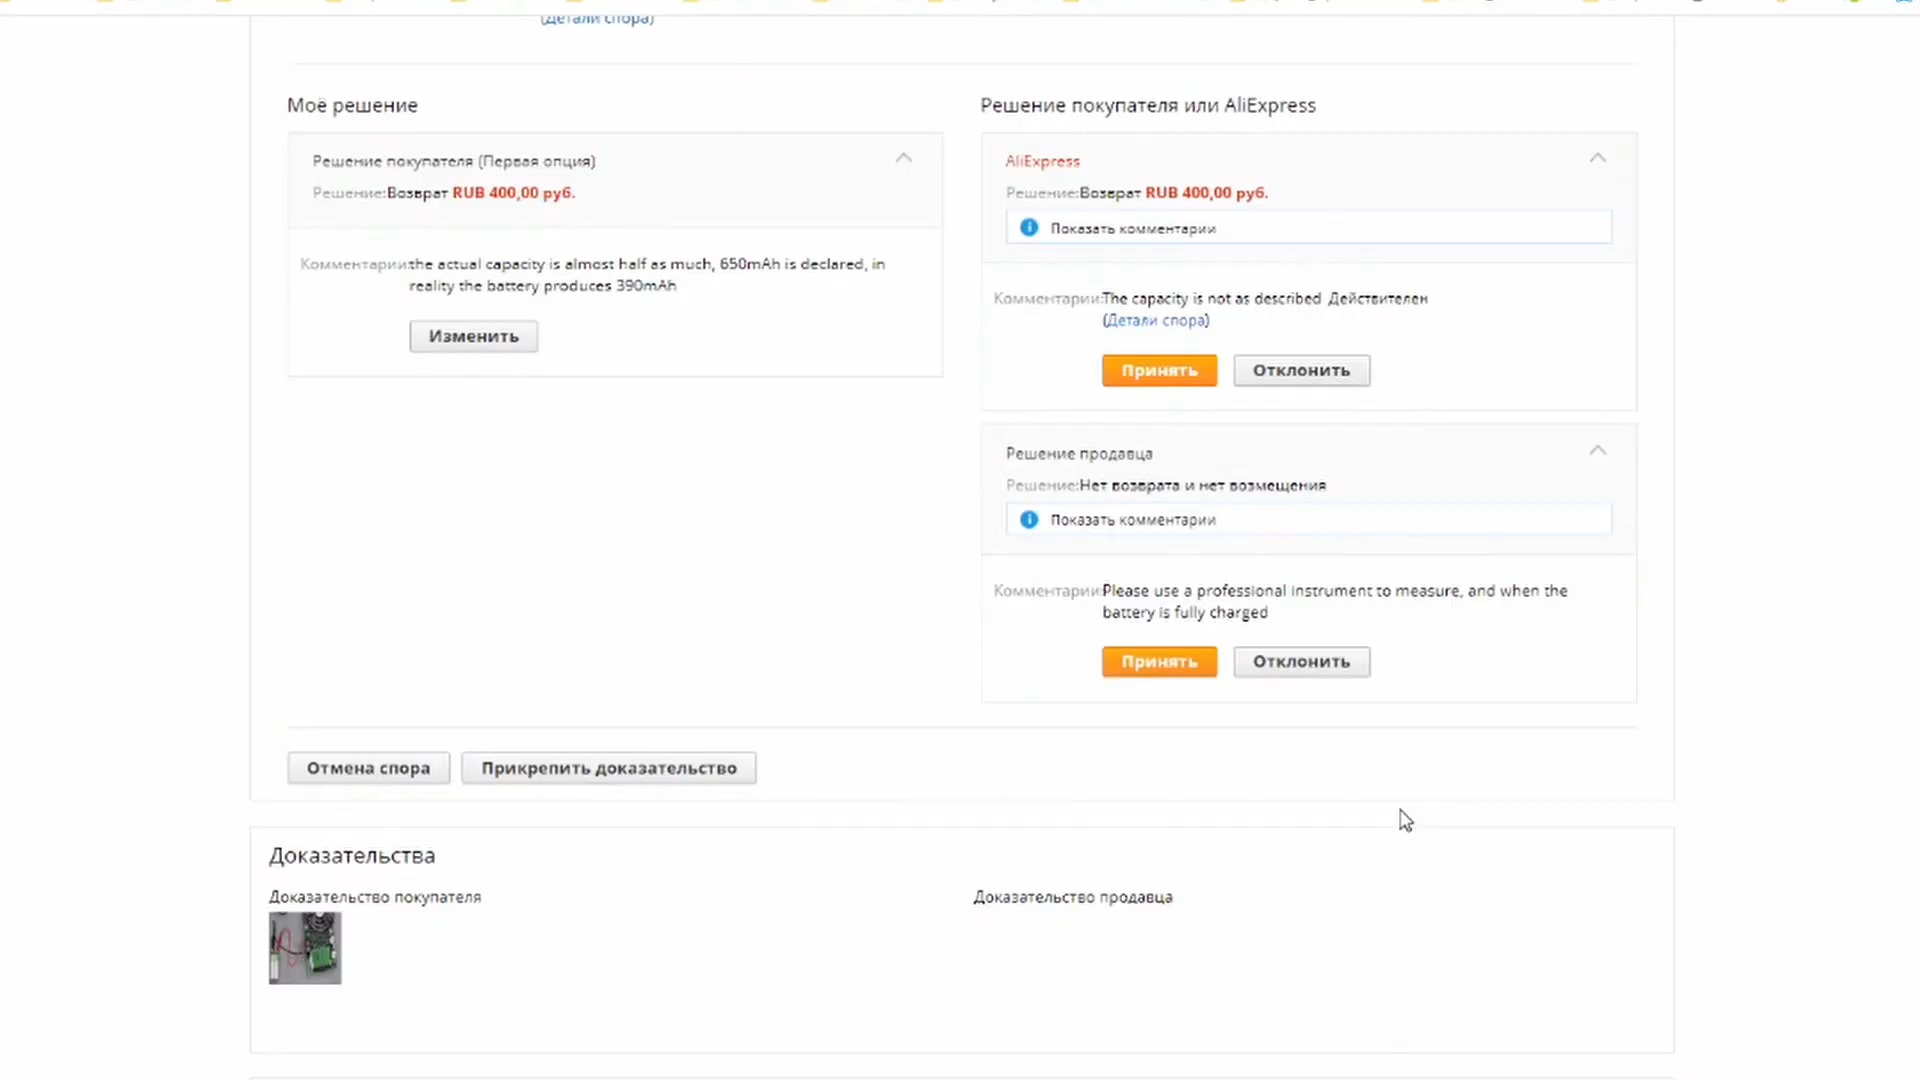 (Детали спора)
Моё решение
Решение покупателя (Первая опция)
Решение:Возврат RUB 400,00 руб.
Комментарии:the actual capacity is almost half as much, 650mAh is declared, in
reality the battery produces 390mAh
Изменить
Решение покупателя или AliExpress
AliExpress
Решение:Возврат RUB 400,00 руб.
Показать комментарии
Комментарии:The capacity is not as described Действителен
(Детали спора)
Принять
Отклонить
Решение продавца
Решение:Нет возврата и нет возмещения
Показать комментарии
Комментарии:Please use a professional instrument to measure, and when the
battery is fully charged
Принять
Отклонить
Отмена спора
Прикрепить доказательство
Доказательства
Доказательство покупателя
Доказательство продавца